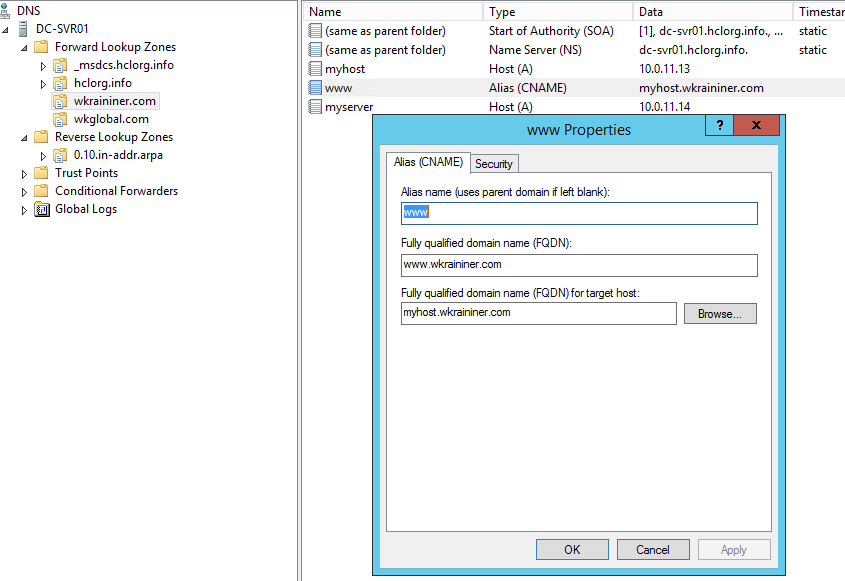 DNS
DC-SVR01
Forward Lookup Zones
_msdcs.hclorg.info
hclorg.info
wkraininer.com
wkglobal.com
Reverse Lookup Zones
0.10.in-addr.arpa
Trust Points
Conditional Forwarders
Global Logs
Name Type Data Timestar
(same as parent folder) Start of Authority (SOA) [1], dc-svr01.hclorg.info., ... static
(same as parent folder) Name Server (NS) dc-svr01.hclorg.info. static
myhost Host (A) 10.0.11.13
www Alias (CNAME) myhost.wkraininer.com
myserver Host (A) 10.0.11.14
www Properties
? x
Alias (CNAME) Security
Alias name (uses parent domain if left blank):
www
Fully qualified domain name (FQDN):
www.wkraininer.com
Fully qualified domain name (FQDN) for target host:
myhost.wkraininer.com Browse...
OK Cancel Apply